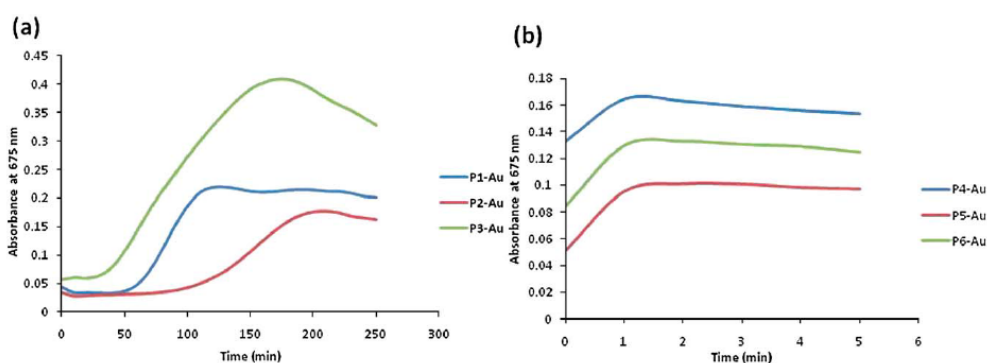 (a)
0.45
0.4
0.35
0.3
0.25
0.2
0.15
0.1
0.05
0
Absorbance at 675 nm
0 50 100 150 200 250 300
Time (min)
P1-Au
P2-Au
P3-Au
(b)
0.18
0.16
0.14
0.12
0.1
0.08
0.06
0.04
0.02
0
Absorbance at 675 nm
0 1 2 3 4 5 6
Time (min)
P4-Au
P5-Au
P6-Au